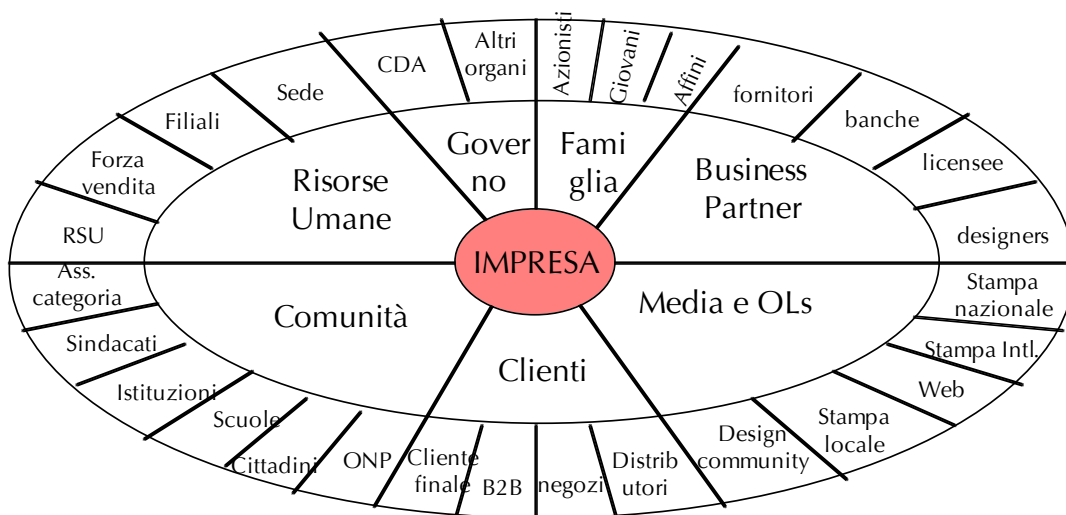 Altri
organi
CDA
Azionisti
Giovani
Affini
Sede
fornitori
Filiali
banche
Forza
vendita
licensee
RSU
designers
Gover
no
Fami
glia
Risorse
Umane
Business
Partner
IMPRESA
Ass.
categoria
Stampa
nazionale
Comunità
Media e OLs
Sindacati
Stampa Intl.
Clienti
Istituzioni
Web
Scuole
Stampa
locale
Cittadini
ONP
Cliente
finale
B2B
negozi
Distrib
utori
Design
community